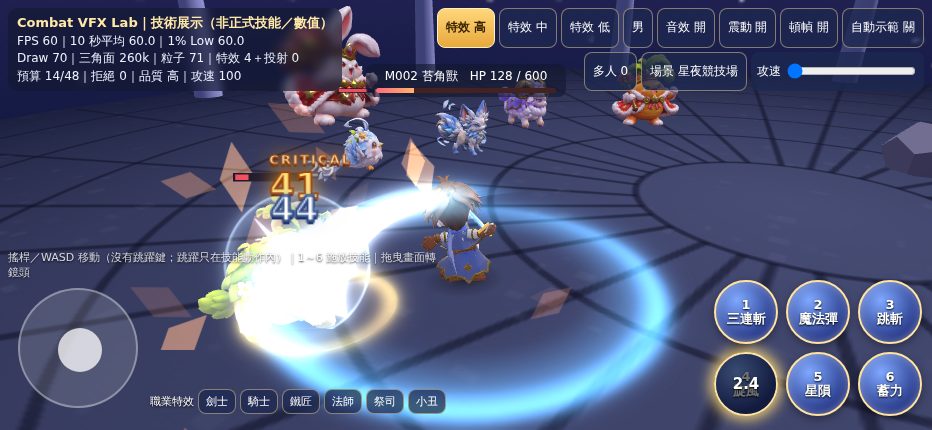 Combat VFX Lab｜技術展示（非正式技能／數值）
FPS 60｜10 秒平均 60.0｜1% Low 60.0
Draw 70｜三角面 260k｜粒子 71｜特效 4＋投射 0
預算 14/48｜拒絕 0｜品質 高｜攻速 100
特效 高
特效 中
特效 低
男
音效 開
震動 開
頓幀 開
自動示範 關
多人 0
場景 星夜競技場
攻速
M002 苔角獸 HP 128 / 600
CRITICAL
41
44
搖桿／WASD 移動（沒有跳躍鍵；跳躍只在技能動作內）｜1～6 施放技能｜拖曳畫面轉
鏡頭
1
三連斬
2
魔法彈
3
跳斬
4
2.4
旋風
5
星隕
6
蓄力
職業特效
劍士
騎士
鐵匠
法師
祭司
小丑